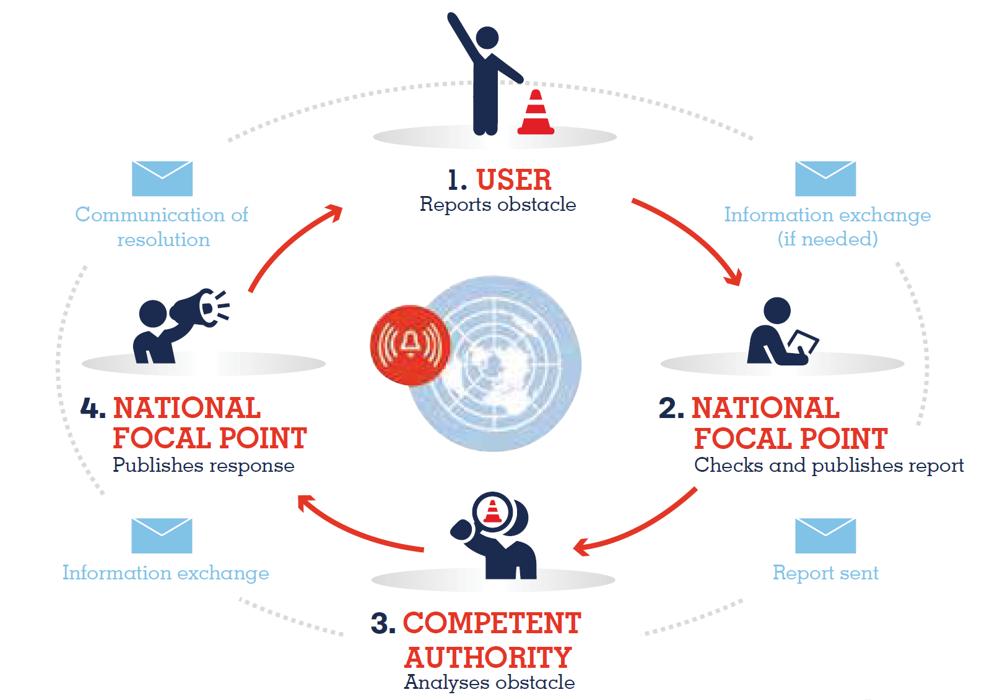 1. USER
Reports obstacle
Information exchange
(if needed)
2. NATIONAL
FOCAL POINT
Checks and publishes report
Report sent
3. COMPETENT
AUTHORITY
Analyses obstacle
Information exchange
4. NATIONAL
FOCAL POINT
Publishes response
Communication of
resolution